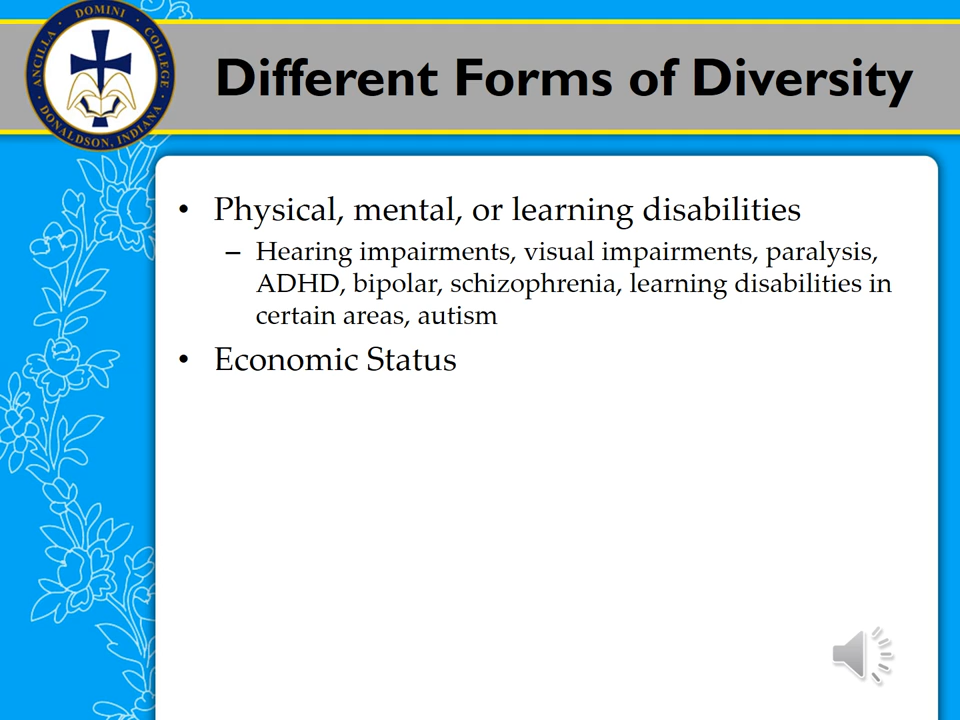 ANCILLA DOMINI COLLEGE
DONALDSON, INDIANA
Different Forms of Diversity
• Physical, mental, or learning disabilities
– Hearing impairments, visual impairments, paralysis,
ADHD, bipolar, schizophrenia, learning disabilities in
certain areas, autism
• Economic Status